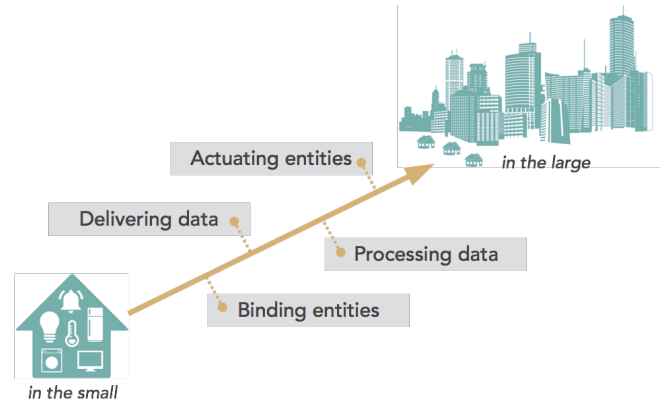 in the large
Actuating entities
Delivering data
Processing data
Binding entities
in the small